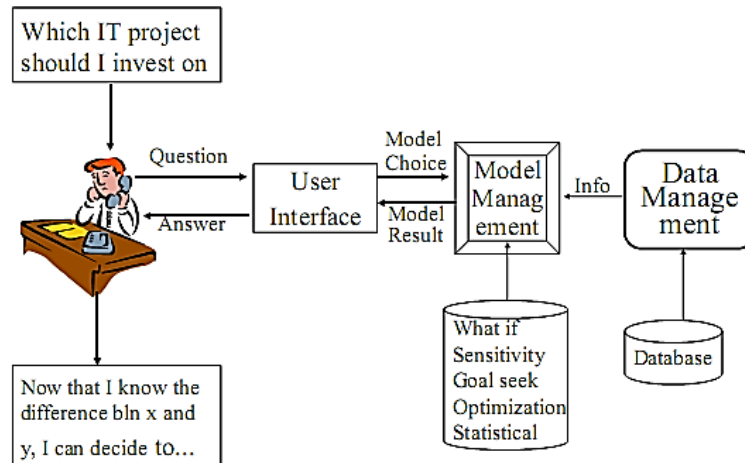 Which IT project
should I invest on
Question
Answer
User
Interface
Model
Choice
Model
Result
Model
Manag
ement
Info
Data
Manage
ment
What if
Sensitivity
Goal seek
Optimization
Statistical
Database
Now that I know the
difference bln x and
y, I can decide to…